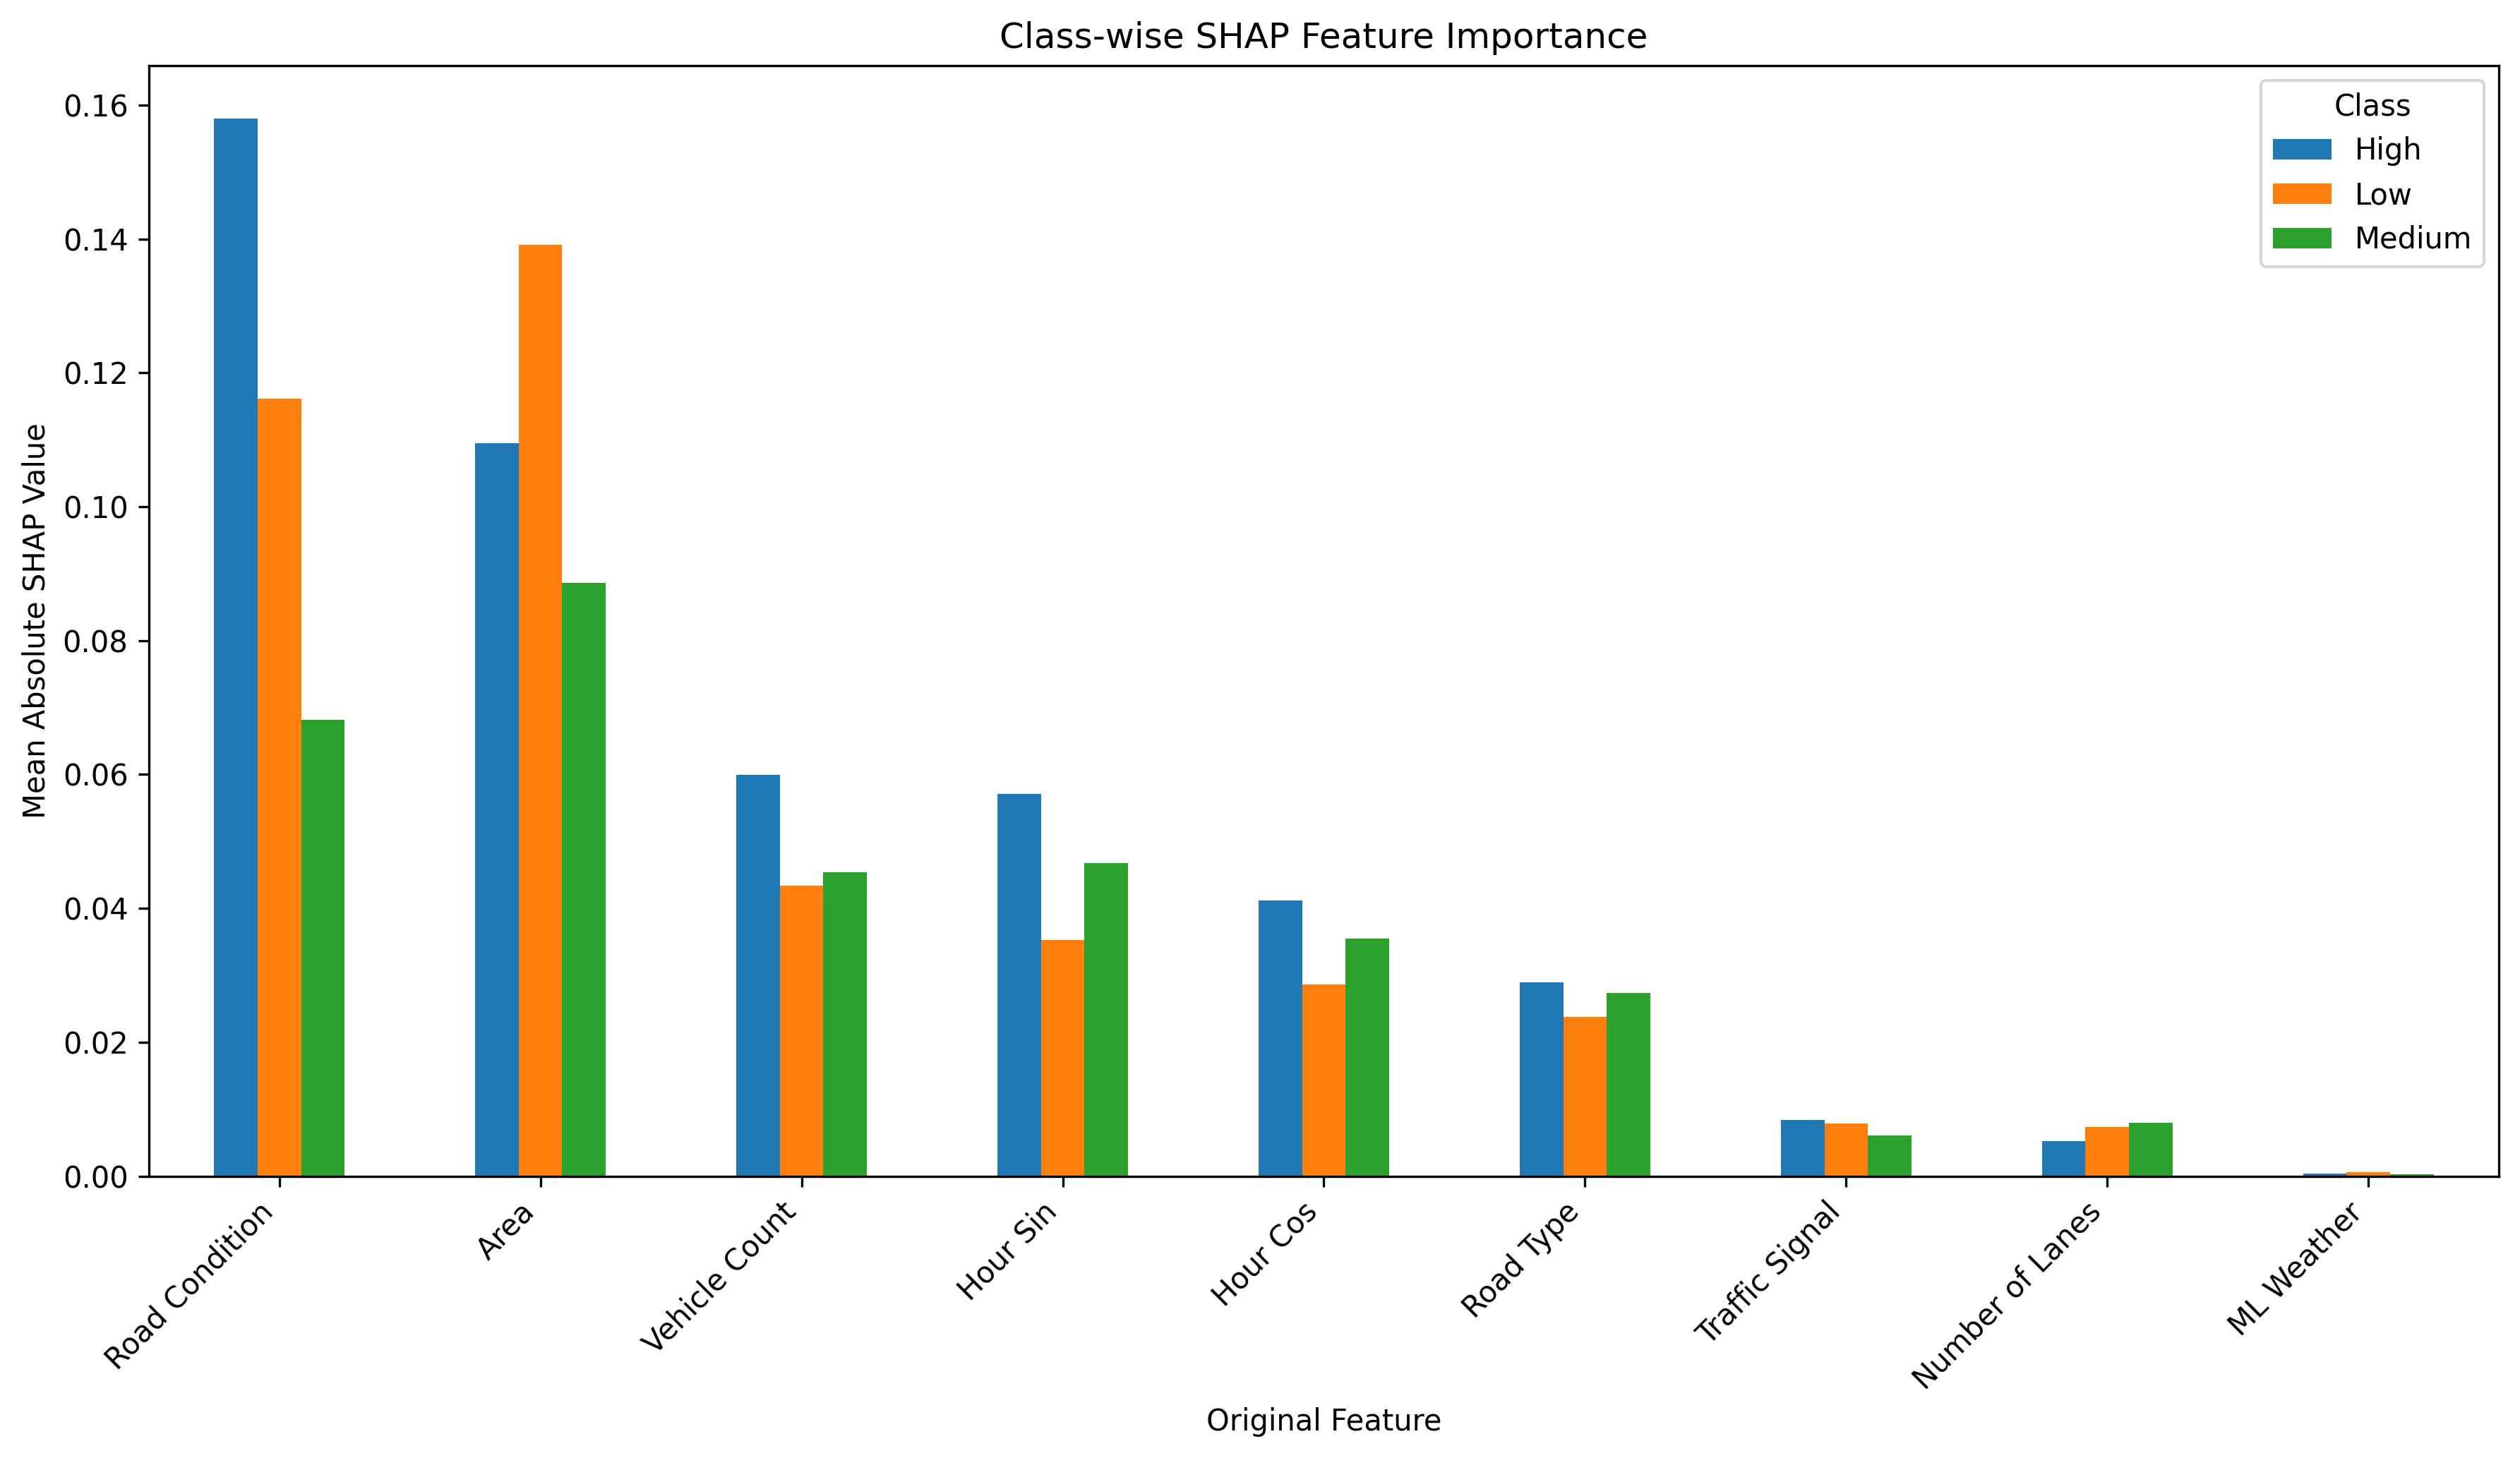 Class-wise SHAP Feature Importance
Class
High
Low
Medium
Mean Absolute SHAP Value
0.16
0.14
0.12
0.10
0.08
0.06
0.04
0.02
0.00
Road Condition
Area
Vehicle Count
Hour Sin
Hour Cos
Road Type
Traffic Signal
Number of Lanes
ML Weather
Original Feature